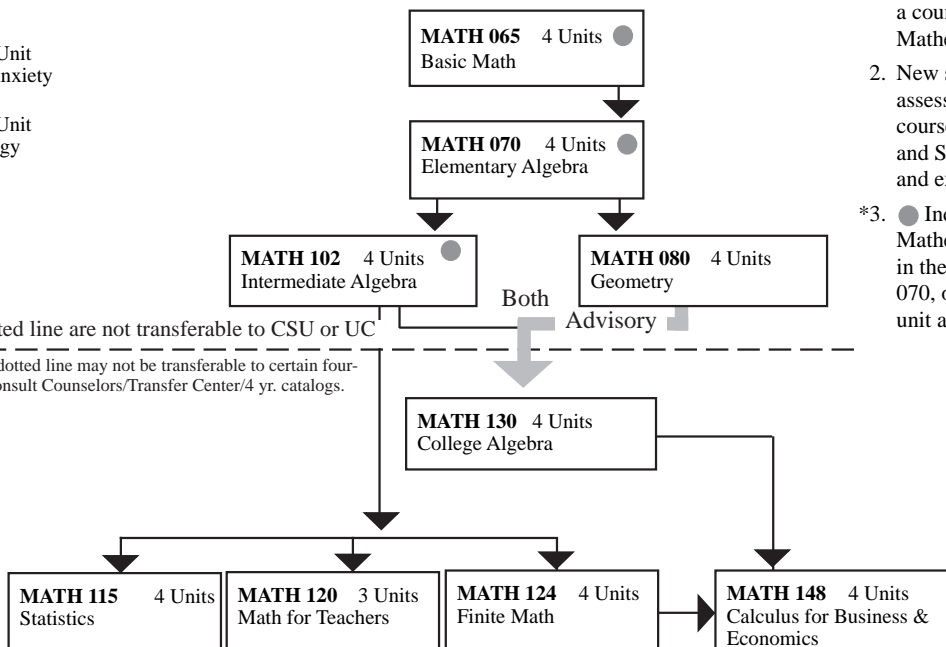 Unit
nxiety
Unit
gy
MATH 065 4 Units
Basic Math
MATH 070 4 Units
Elementary Algebra
MATH 102 4 Units
Intermediate Algebra
MATH 080 4 Units
Geometry
Both
Advisory
ted line are not transferable to CSU or UC
dotted line may not be transferable to certain four-
onsult Counselors/Transfer Center/4 yr. catalogs.
MATH 130 4 Units
College Algebra
MATH 115 4 Units
Statistics
MATH 120 3 Units
Math for Teachers
MATH 124 4 Units
Finite Math
MATH 148 4 Units
Calculus for Business &
Economics
a cour
Mathe
2. New s
assess
course
and S
and e
*3. Ind
Mathe
in the
070, o
unit a